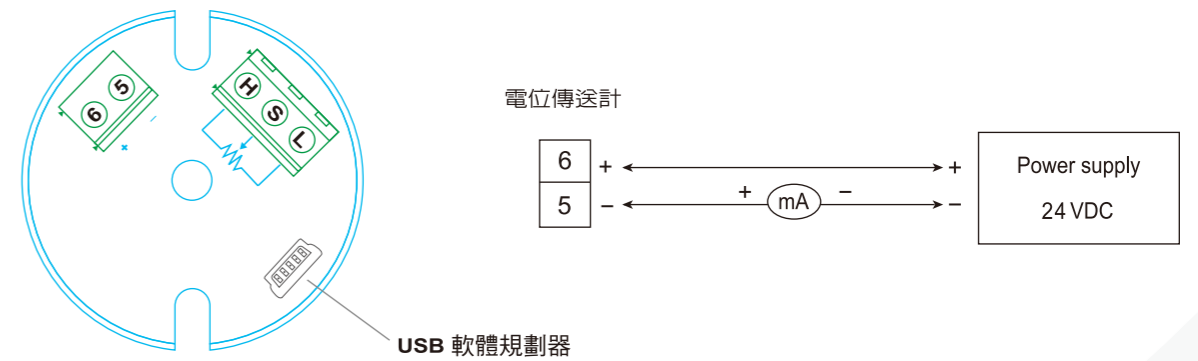 6 5
H S L
USB 軟體規劃器
電位傳送計
6 + + Power supply
5 − + mA − − 24 VDC